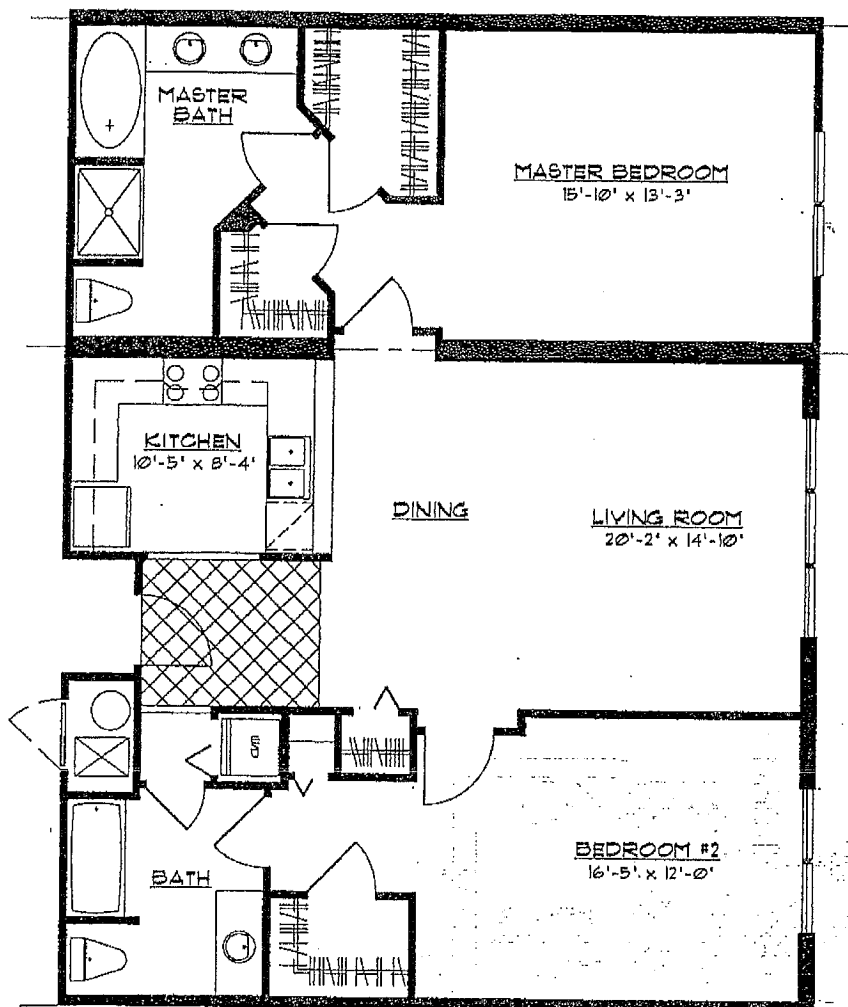 MASTER
BATH
MASTER BEDROOM
15'-10" x 13'-3"
KITCHEN
10'-5" x 8'-4"
DINING
LIVING ROOM
20'-2" x 14'-10"
BATH
BEDROOM #2
16'-5" x 12'-0"